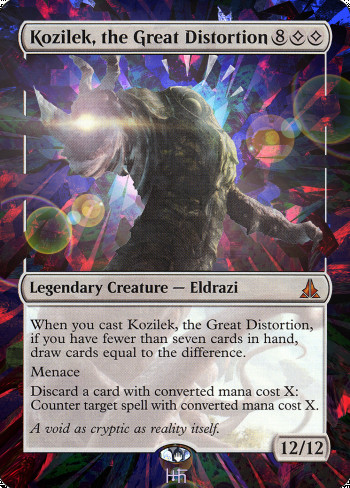 Kozilek, the Great Distortion 8
Legendary Creature — Eldrazi
When you cast Kozilek, the Great Distortion,
if you have fewer than seven cards in hand,
draw cards equal to the difference.
Menace
Discard a card with converted mana cost X:
Counter target spell with converted mana cost X.
A void as cryptic as reality itself.
12/12